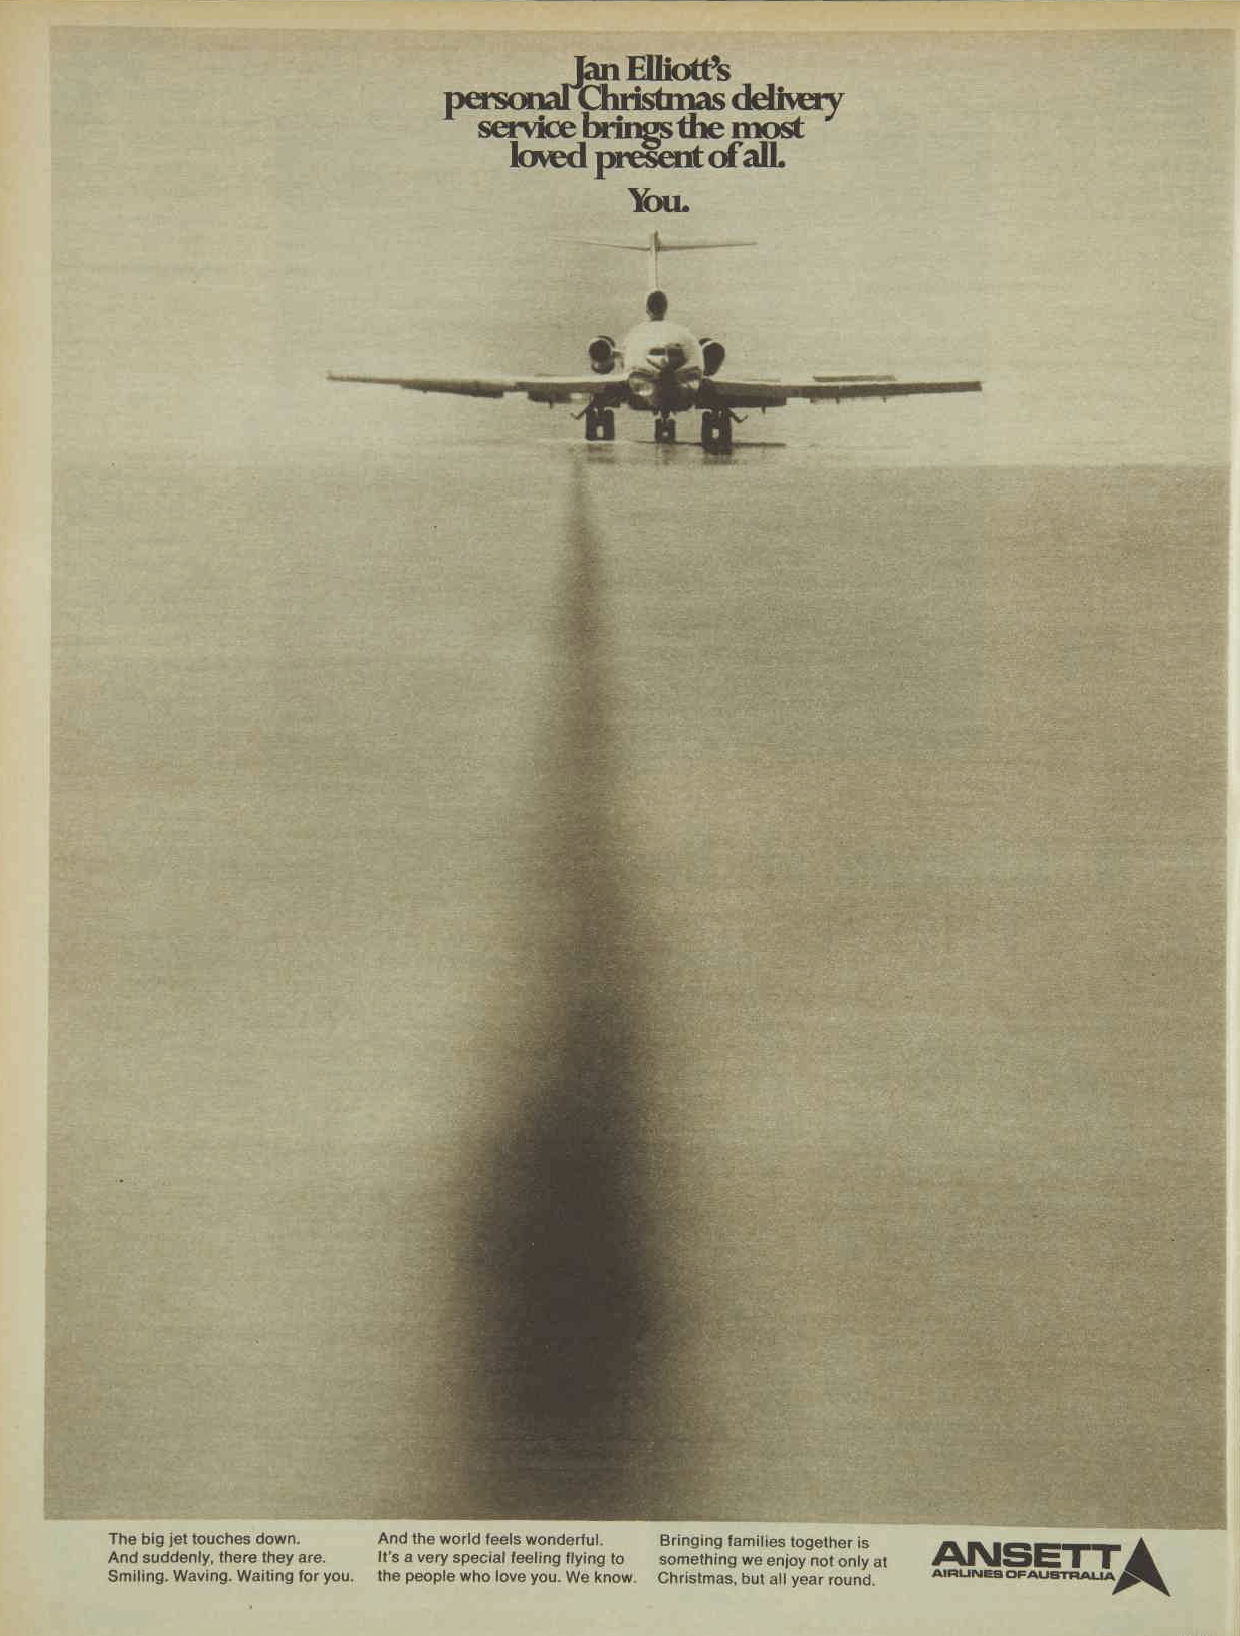 Jan Elliott's
personal Christmas delivery
service brings the most
loved present of all.
You.
The big jet touches down.
And suddenly, there they are.
Smiling. Waving. Waiting for you.
And the world feels wonderful.
It's a very special feeling flying to
the people who love you. We know.
Bringing families together is
something we enjoy not only at
Christmas, but all year round.
ANSETT
AIRLINES OF AUSTRALIA